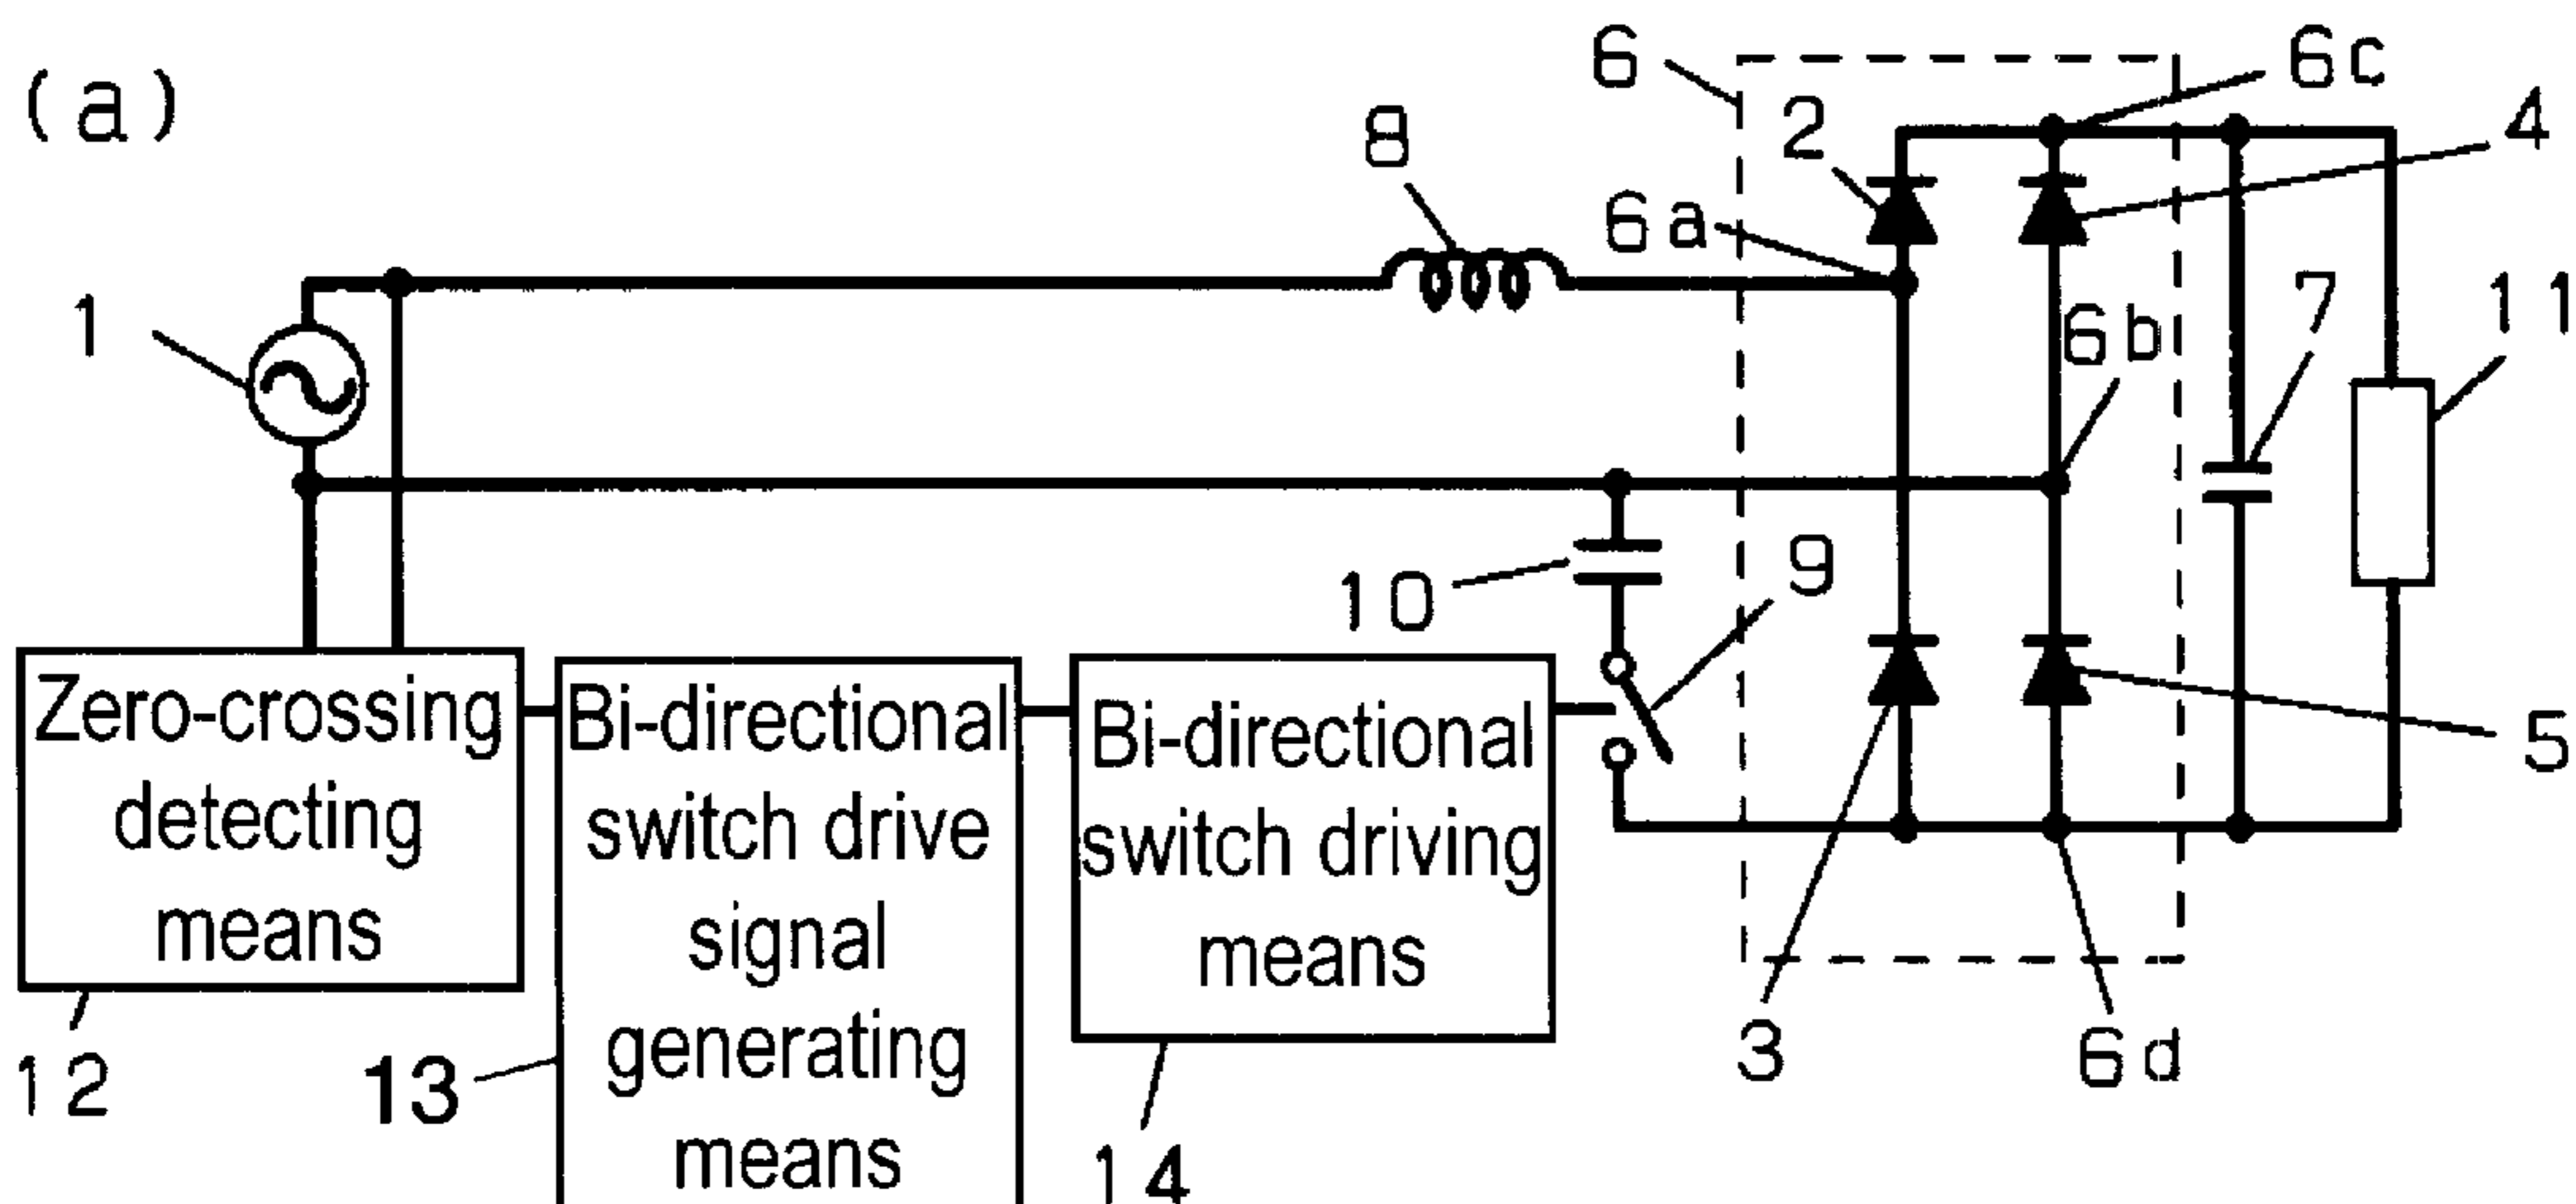 (a)
6
6c
2
4
8
6a
1
6b
7
11
10
9
5
Zero-crossing
detecting
means
Bi-directional
switch drive
signal
generating
means
Bi-directional
switch driving
means
12
13
14
3
6d